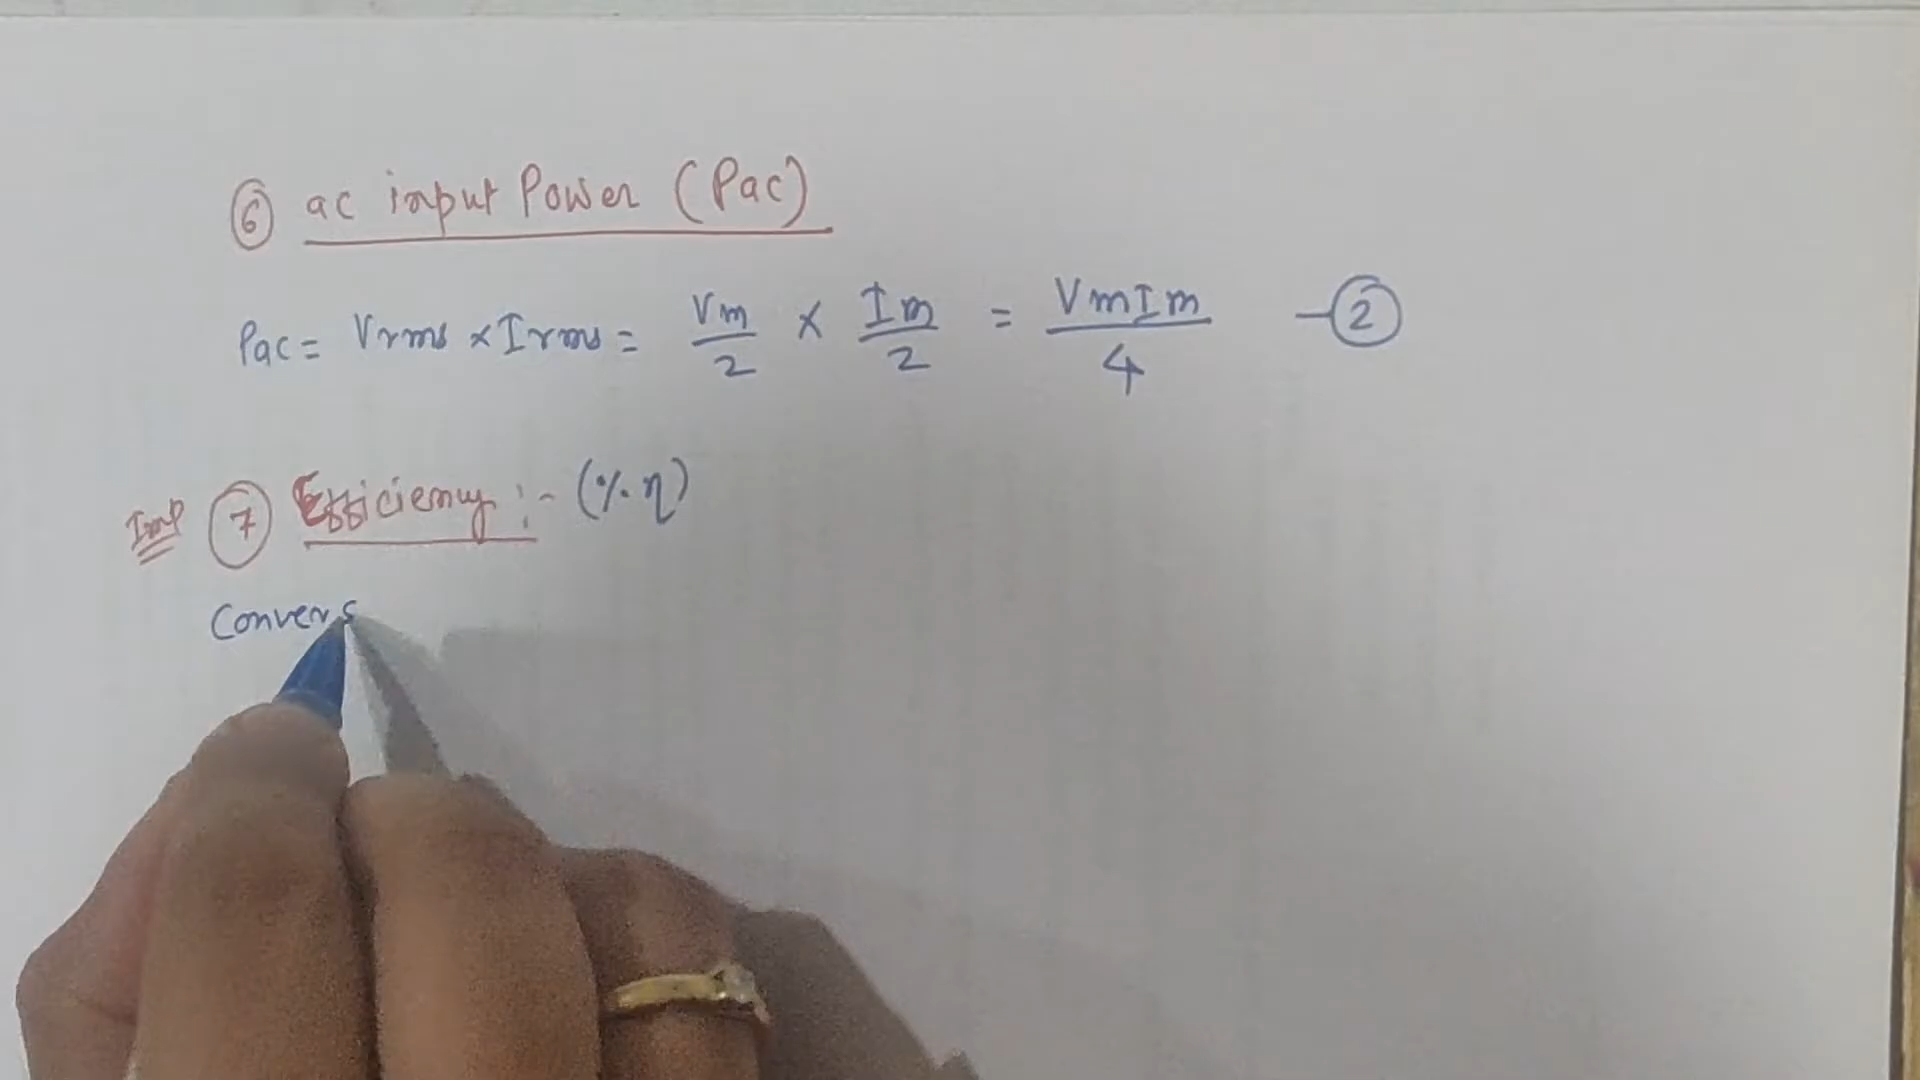 ⑥ ac input Power (Pac)
Pac = Vrms × Irms = Vm/2 × Im/2 = VmIm/4 —②
Imp ⑦ Efficiency :- (% η)
Convers